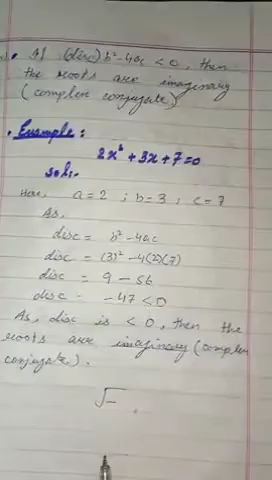 • If (disc) b² - 4ac < 0, then
the roots are imaginary
(complex conjugate)
• Example:
2x² + 3x + 7 = 0
Sol:-
Here, a = 2 ; b = 3 ; c = 7
As,
disc = b² - 4ac
disc = (3)² - 4(2)(7)
disc = 9 - 56
disc = -47 < 0
As, disc is < 0, then the
roots are imaginary (complex
conjugate).
√-